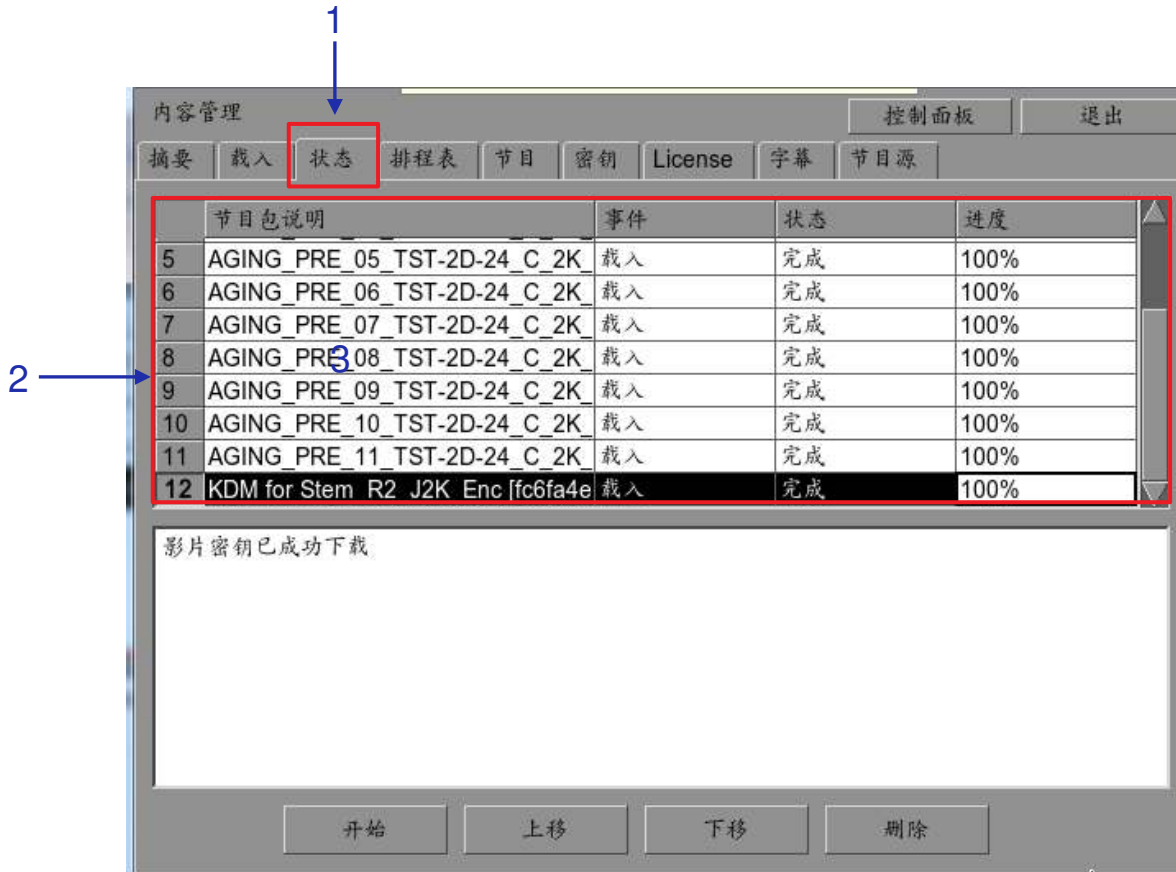 1
内容管理 控制面板 退出
摘要 载入 状态 排程表 节目 密钥 License 字幕 节目源
节目包说明 事件 状态 进度
5 AGING_PRE_05_TST-2D-24_C_2K_ 载入 完成 100%
6 AGING_PRE_06_TST-2D-24_C_2K_ 载入 完成 100%
7 AGING_PRE_07_TST-2D-24_C_2K_ 载入 完成 100%
8 AGING_PRE_08_TST-2D-24_C_2K_ 载入 完成 100%
3
2
9 AGING_PRE_09_TST-2D-24_C_2K_ 载入 完成 100%
10 AGING_PRE_10_TST-2D-24_C_2K_ 载入 完成 100%
11 AGING_PRE_11_TST-2D-24_C_2K_ 载入 完成 100%
12 KDM for Stem_R2_J2K_Enc [fc6fa4e 载入 完成 100%
影片密钥已成功下载
开始 上移 下移 删除